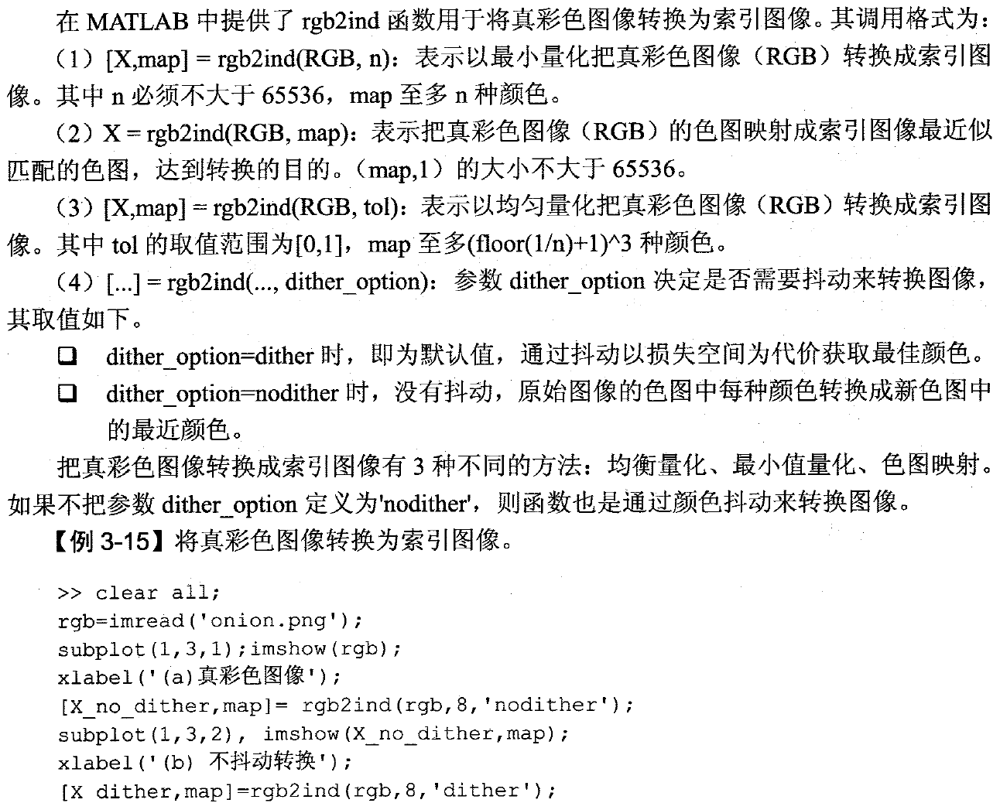 在 MATLAB 中提供了 rgb2ind 函数用于将真彩色图像转换为索引图像。其调用格式为：
（1）[X,map] = rgb2ind(RGB, n)：表示以最小量化把真彩色图像（RGB）转换成索引图
像。其中 n 必须不大于 65536，map 至多 n 种颜色。
（2）X = rgb2ind(RGB, map)：表示把真彩色图像（RGB）的色图映射成索引图像最近似
匹配的色图，达到转换的目的。（map,1）的大小不大于 65536。
（3）[X,map] = rgb2ind(RGB, tol)：表示以均匀量化把真彩色图像（RGB）转换成索引图
像。其中 tol 的取值范围为[0,1]，map 至多(floor(1/n)+1)^3 种颜色。
（4）[...] = rgb2ind(..., dither_option)：参数 dither_option 决定是否需要抖动来转换图像，
其取值如下。
❑ dither_option=dither 时，即为默认值，通过抖动以损失空间为代价获取最佳颜色。
❑ dither_option=nodither 时，没有抖动，原始图像的色图中每种颜色转换成新色图中
的最近颜色。
把真彩色图像转换成索引图像有 3 种不同的方法：均衡量化、最小值量化、色图映射。
如果不把参数 dither_option 定义为'nodither'，则函数也是通过颜色抖动来转换图像。
【例 3-15】将真彩色图像转换为索引图像。
>> clear all;
rgb=imread('onion.png');
subplot(1,3,1);imshow(rgb);
xlabel('(a)真彩色图像');
[X_no_dither,map]= rgb2ind(rgb,8,'nodither');
subplot(1,3,2), imshow(X_no_dither,map);
xlabel('(b) 不抖动转换');
[X dither,map]=rgb2ind(rgb,8,'dither');